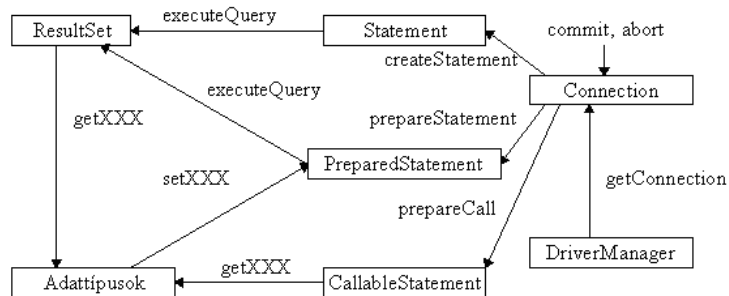 executeQuery
ResultSet
Statement
commit, abort
createStatement
executeQuery
Connection
getXXX
prepareStatement
PreparedStatement
setXXX
getConnection
prepareCall
DriverManager
getXXX
Adattípusok
CallableStatement